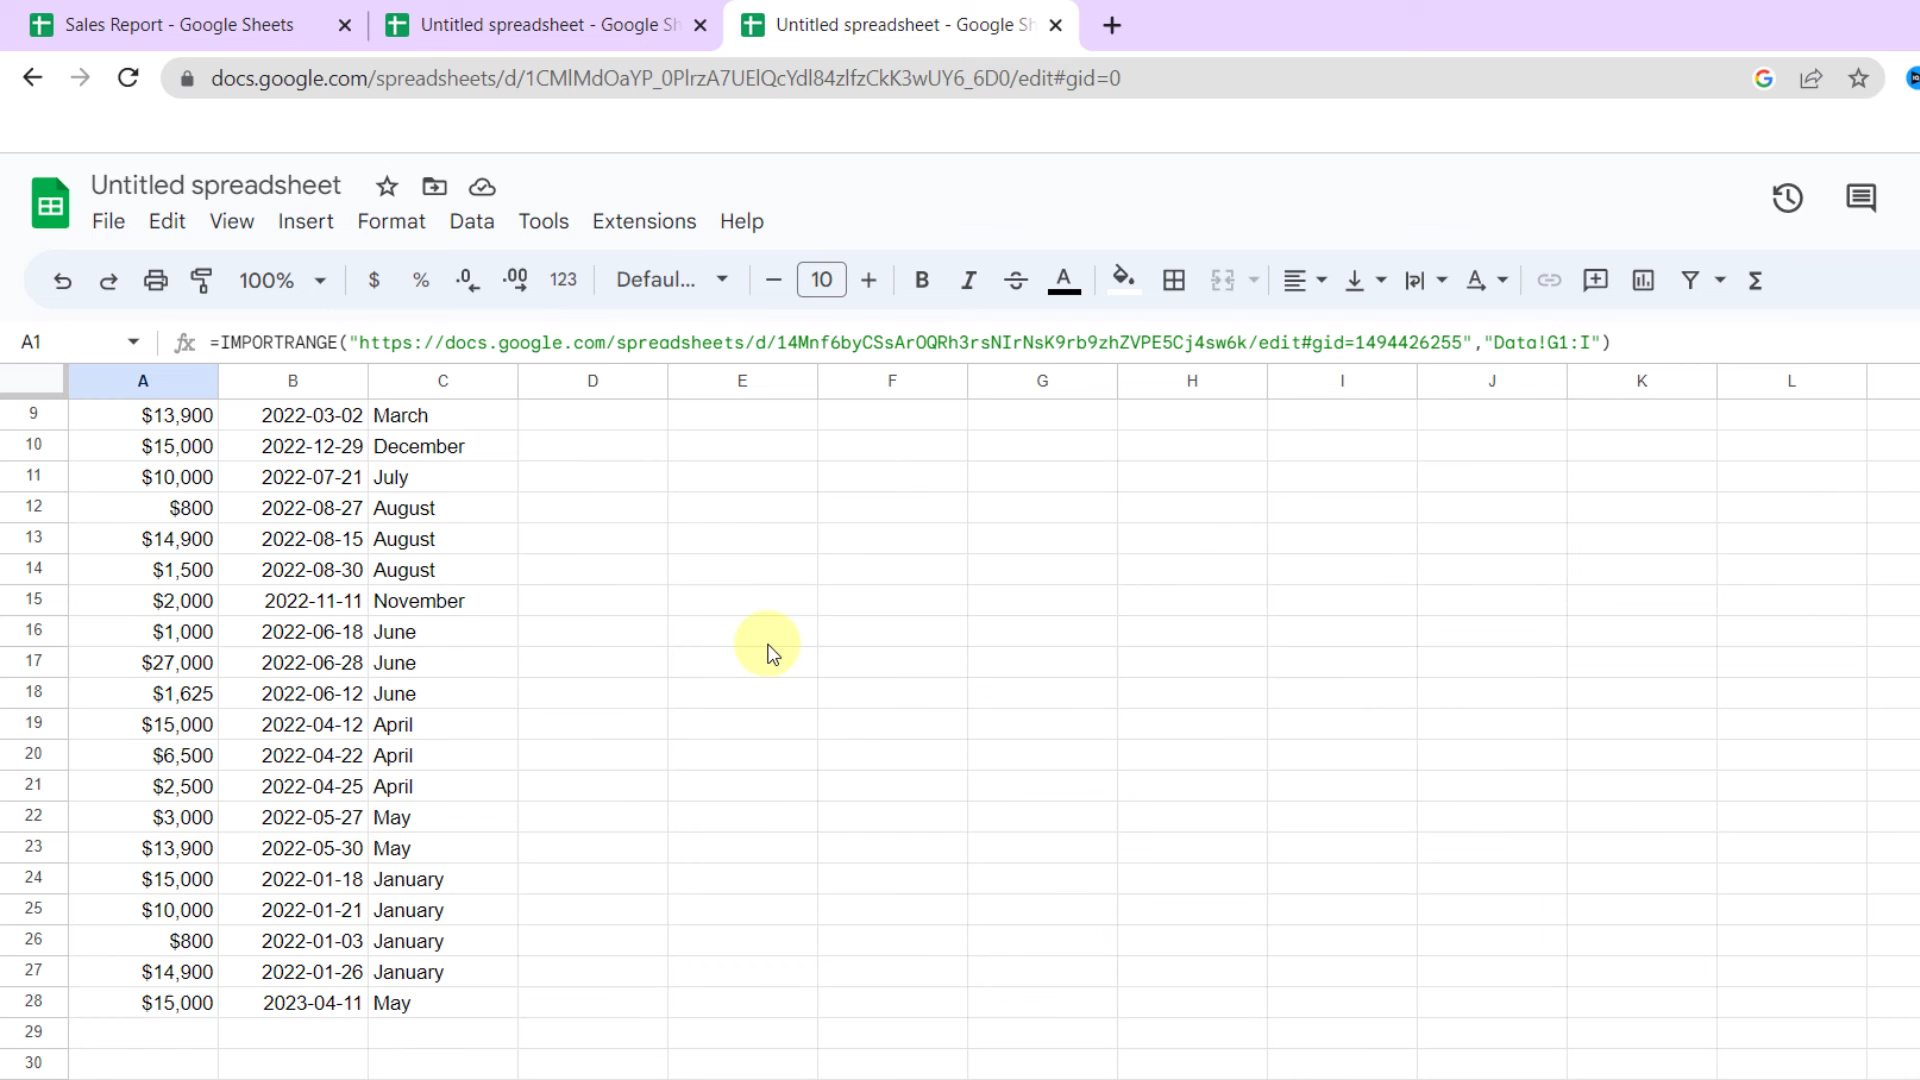 Sales Report - Google Sheets
Untitled spreadsheet - Google Sh
Untitled spreadsheet - Google Sh
docs.google.com/spreadsheets/d/1CMlMdOaYP_0PlrzA7UElQcYdl84zlfzCkK3wUY6_6D0/edit#gid=0
Untitled spreadsheet
File Edit View Insert Format Data Tools Extensions Help
100% $ % .0 .00 123 Defaul... 10 B I S A
A1 fx =IMPORTRANGE("https://docs.google.com/spreadsheets/d/14Mnf6byCSsArOQRh3rsNIrNsK9rb9zhZVPE5Cj4sw6k/edit#gid=1494426255","Data!G1:I")
A B C D E F G H I J K L
9 $13,900 2022-03-02 March
10 $15,000 2022-12-29 December
11 $10,000 2022-07-21 July
12 $800 2022-08-27 August
13 $14,900 2022-08-15 August
14 $1,500 2022-08-30 August
15 $2,000 2022-11-11 November
16 $1,000 2022-06-18 June
17 $27,000 2022-06-28 June
18 $1,625 2022-06-12 June
19 $15,000 2022-04-12 April
20 $6,500 2022-04-22 April
21 $2,500 2022-04-25 April
22 $3,000 2022-05-27 May
23 $13,900 2022-05-30 May
24 $15,000 2022-01-18 January
25 $10,000 2022-01-21 January
26 $800 2022-01-03 January
27 $14,900 2022-01-26 January
28 $15,000 2023-04-11 May
29
30